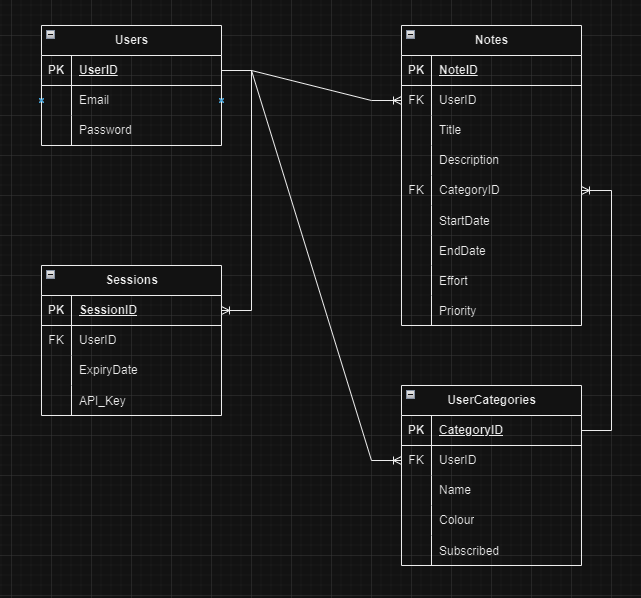 Users
PK UserID
Email
Password
Notes
PK NoteID
FK UserID
Title
Description
FK CategoryID
StartDate
EndDate
Effort
Priority
Sessions
PK SessionID
FK UserID
ExpiryDate
API_Key
UserCategories
PK CategoryID
FK UserID
Name
Colour
Subscribed